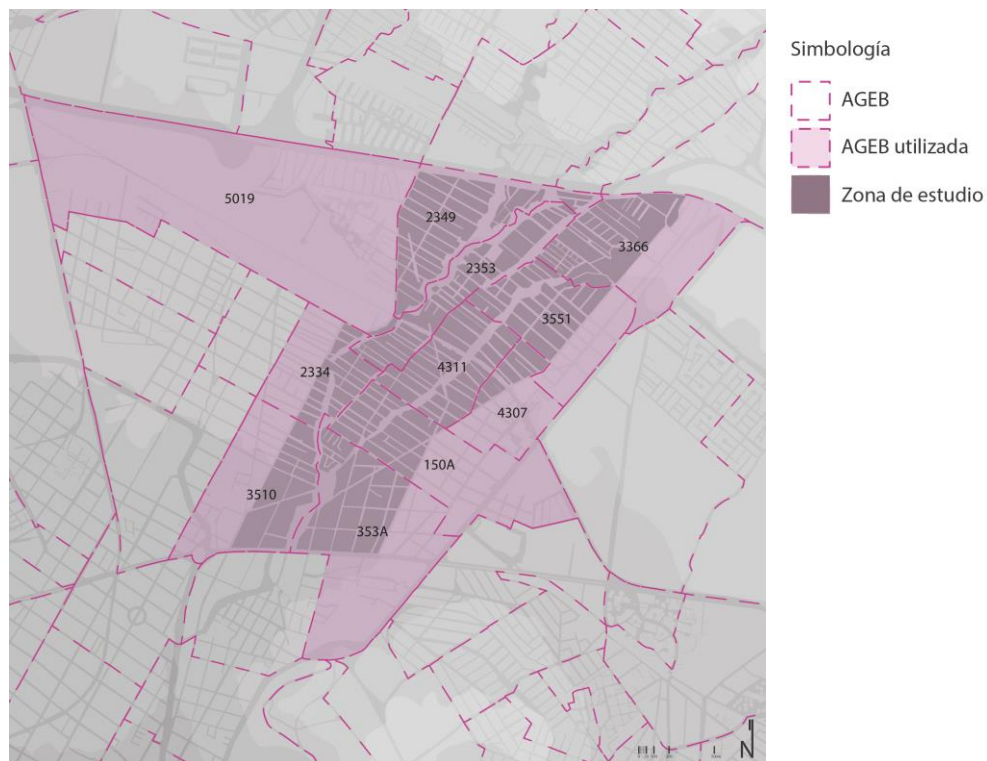 Simbología
AGEB
AGEB utilizada
Zona de estudio
5019
2349
3366
2353
3551
4311
2334
4307
150A
3510
353A
N